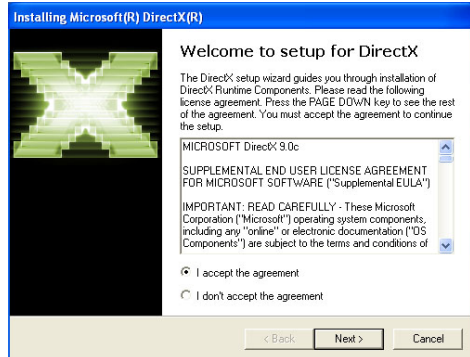 Installing Microsoft(R) DirectX(R)
Welcome to setup for DirectX
The DirectX setup wizard guides you through installation of
DirectX Runtime Components. Please read the following
license agreement. Press the PAGE DOWN key to see the rest
of the agreement. You must accept the agreement to continue
the setup.
MICROSOFT DirectX 9.0c
SUPPLEMENTAL END USER LICENSE AGREEMENT
FOR MICROSOFT SOFTWARE ("Supplemental EULA")
IMPORTANT: READ CAREFULLY - These Microsoft
Corporation ("Microsoft") operating system components,
including any "online" or electronic documentation ("OS
Components") are subject to the terms and conditions of
I accept the agreement
I don't accept the agreement
< Back
Next >
Cancel